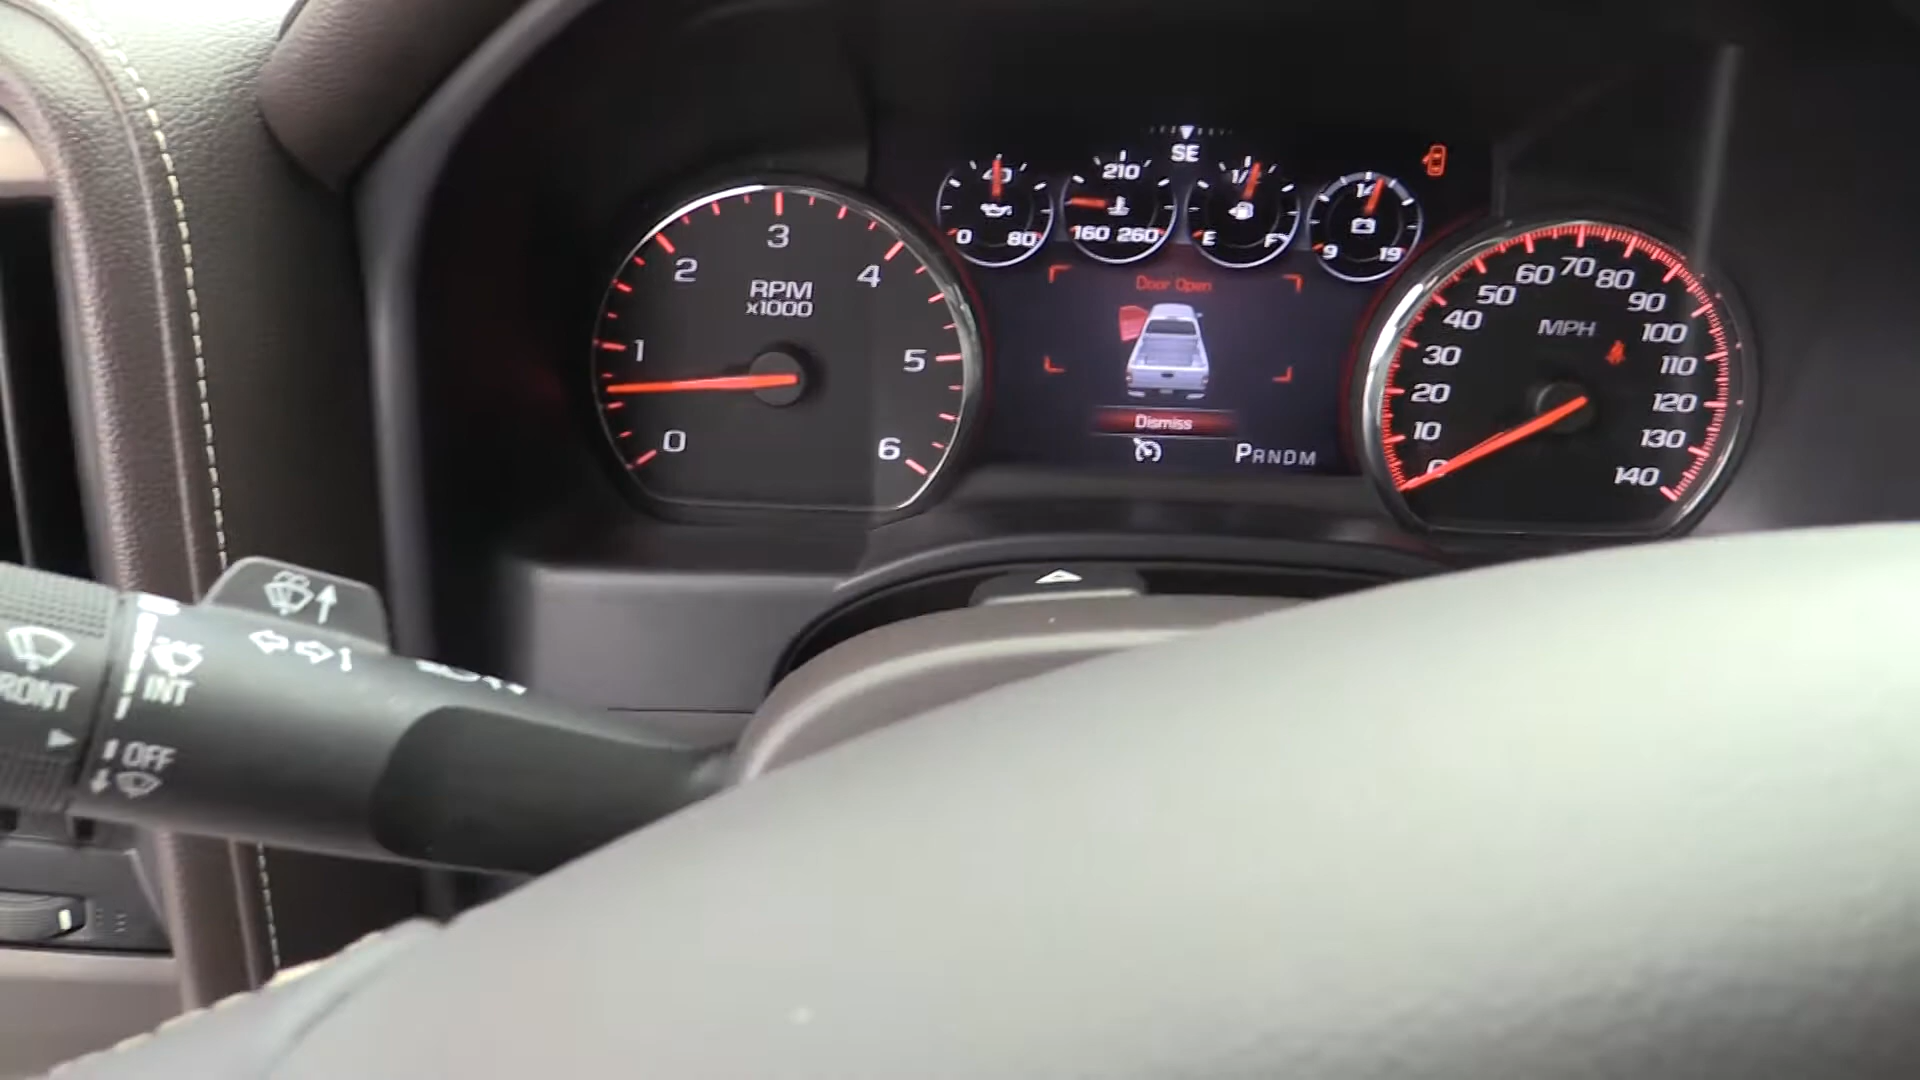 SE
40
0 80
210
160 260
E F
14
9 19
3
2 4
RPM
x1000
1 5
0 6
Door Open
Dismiss
PRNDM
60 70 80
50 90
40 MPH 100
30 110
20 120
10 130
0 140
FRONT
INT
OFF